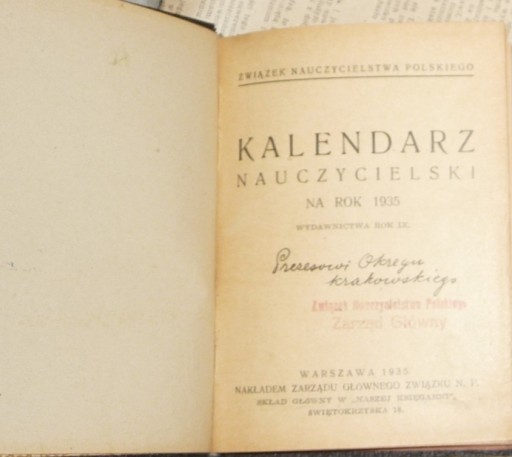 ZWIĄZEK NAUCZYCIELSTWA POLSKIEGO
KALENDARZ
NAUCZYCIELSKI
NA ROK 1935
WYDAWNICTWA ROK IX.
Prezesowi Okręgu
krakowskiego
Związek Nauczycielstwa Polskiego
Zarząd Główny
WARSZAWA 1935
NAKŁADEM ZARZĄDU GŁÓWNEGO ZWIĄZKU N. P.
SKŁAD GŁÓWNY W „NASZEJ KSIĘGARNI",
ŚWIĘTOKRZYSKA 18.